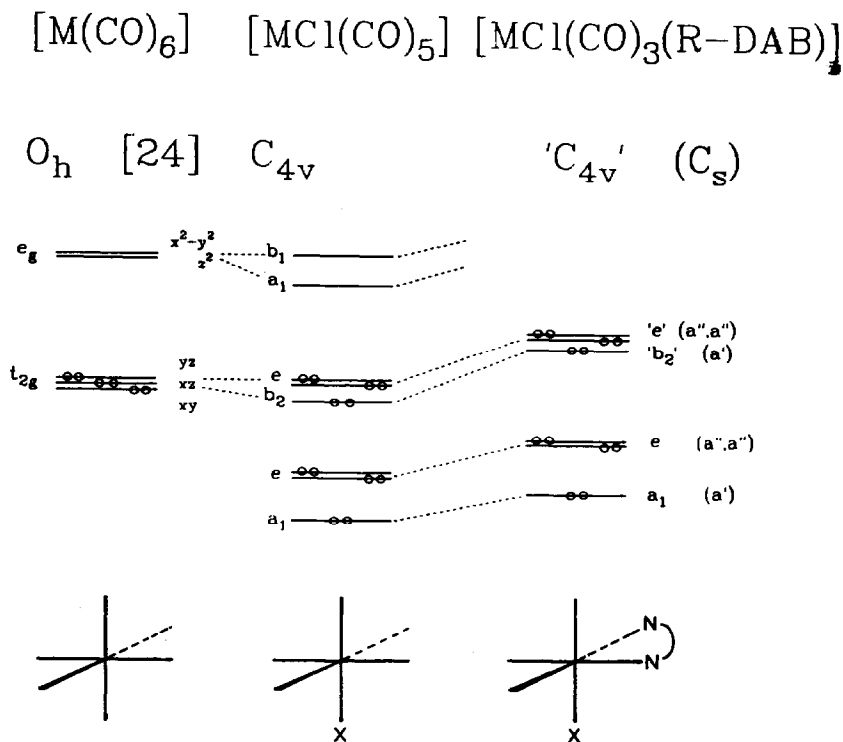 [M(CO)₆] [MCl(CO)₅] [MCl(CO)₃(R-DAB)]
Oₕ [24] C₄ᵥ 'C₄ᵥ' (Cₛ)
e_g x²-y² b₁
z² a₁
'e' (a'',a'')
'b₂' (a')
t₂g yz e
xz b₂
xy
e e (a'',a'')
a₁ a₁ (a')
N
N
X X